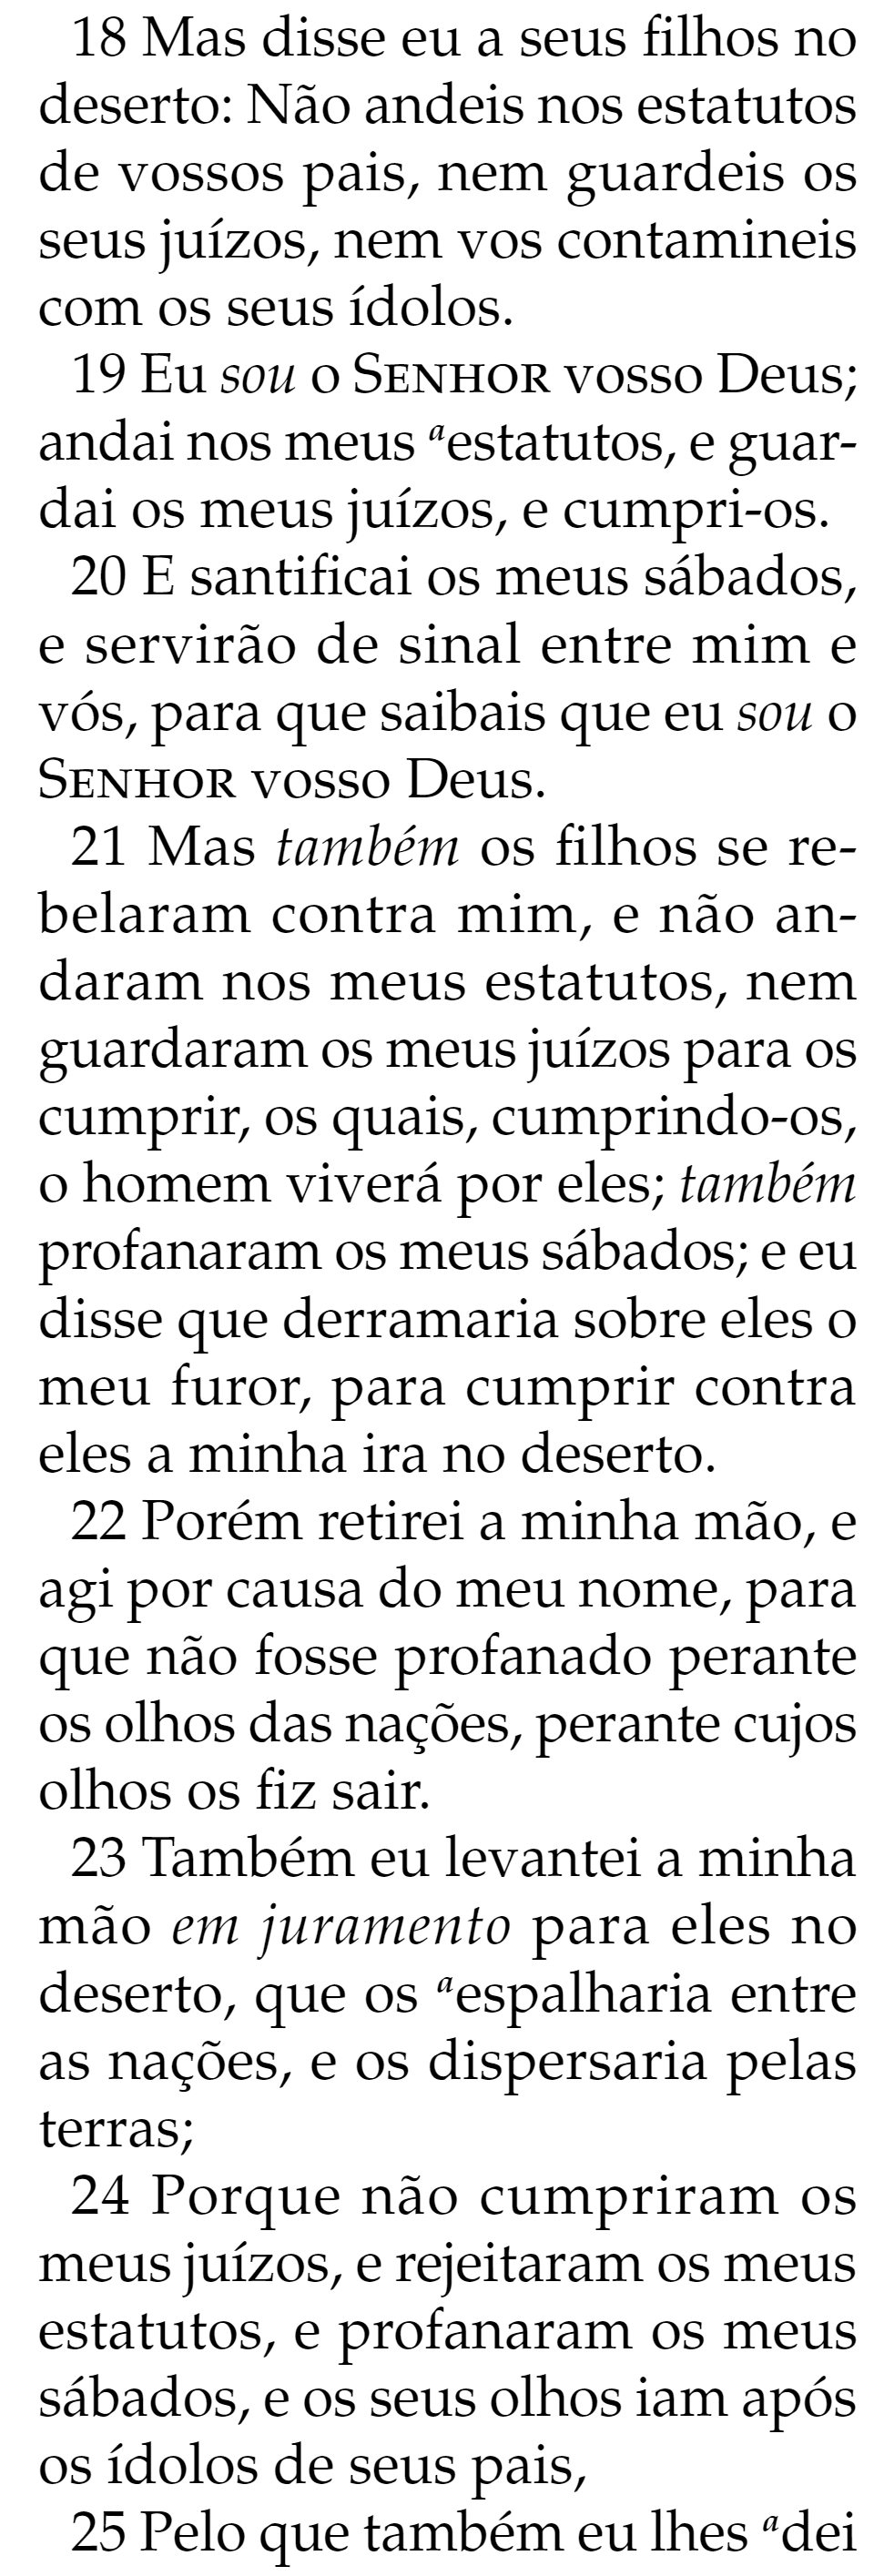 18 Mas disse eu a seus filhos no
deserto: Não andeis nos estatutos
de vossos pais, nem guardeis os
seus juízos, nem vos contamineis
com os seus ídolos.
19 Eu sou o SENHOR vosso Deus;
andai nos meus ᵃestatutos, e guar-
dai os meus juízos, e cumpri-os.
20 E santificai os meus sábados,
e servirão de sinal entre mim e
vós, para que saibais que eu sou o
SENHOR vosso Deus.
21 Mas também os filhos se re-
belaram contra mim, e não an-
daram nos meus estatutos, nem
guardaram os meus juízos para os
cumprir, os quais, cumprindo-os,
o homem viverá por eles; também
profanaram os meus sábados; e eu
disse que derramaria sobre eles o
meu furor, para cumprir contra
eles a minha ira no deserto.
22 Porém retirei a minha mão, e
agi por causa do meu nome, para
que não fosse profanado perante
os olhos das nações, perante cujos
olhos os fiz sair.
23 Também eu levantei a minha
mão em juramento para eles no
deserto, que os ᵃespalharia entre
as nações, e os dispersaria pelas
terras;
24 Porque não cumpriram os
meus juízos, e rejeitaram os meus
estatutos, e profanaram os meus
sábados, e os seus olhos iam após
os ídolos de seus pais,
25 Pelo que também eu lhes ᵃdei